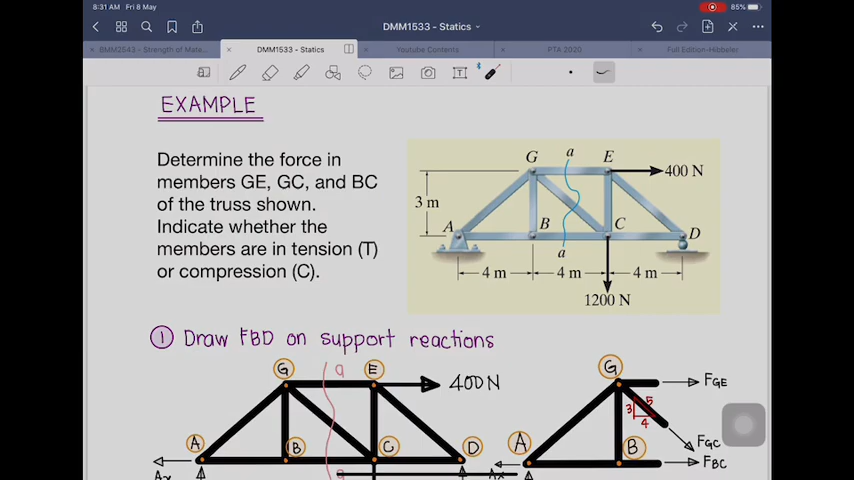 8:31 AM Fri 8 May
85%
DMM1533 - Statics
BMM2543 - Strength of Mate...
DMM1533 - Statics
Youtube Contents
PTA 2020
Full Edition-Hibbeler
EXAMPLE
Determine the force in
members GE, GC, and BC
of the truss shown.
Indicate whether the
members are in tension (T)
or compression (C).
G a E
400 N
3 m
A B C D
a
4 m 4 m 4 m
1200 N
1 Draw FBD on support reactions
G a E
400N
A B C D
a
Ax
G
FGE
3 5
4
FGC
A B
FBC
Ax